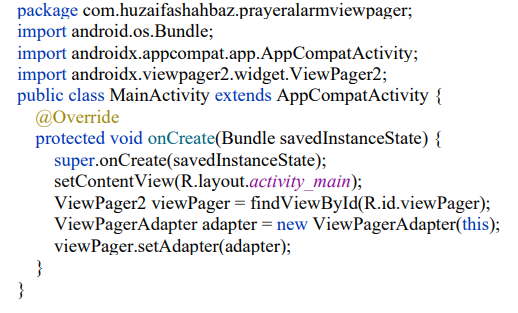 package com.huzaifashahbaz.prayeralarmviewpager;
import android.os.Bundle;
import androidx.appcompat.app.AppCompatActivity;
import androidx.viewpager2.widget.ViewPager2;
public class MainActivity extends AppCompatActivity {
@Override
protected void onCreate(Bundle savedInstanceState) {
super.onCreate(savedInstanceState);
setContentView(R.layout.activity_main);
ViewPager2 viewPager = findViewById(R.id.viewPager);
ViewPagerAdapter adapter = new ViewPagerAdapter(this);
viewPager.setAdapter(adapter);
}
}